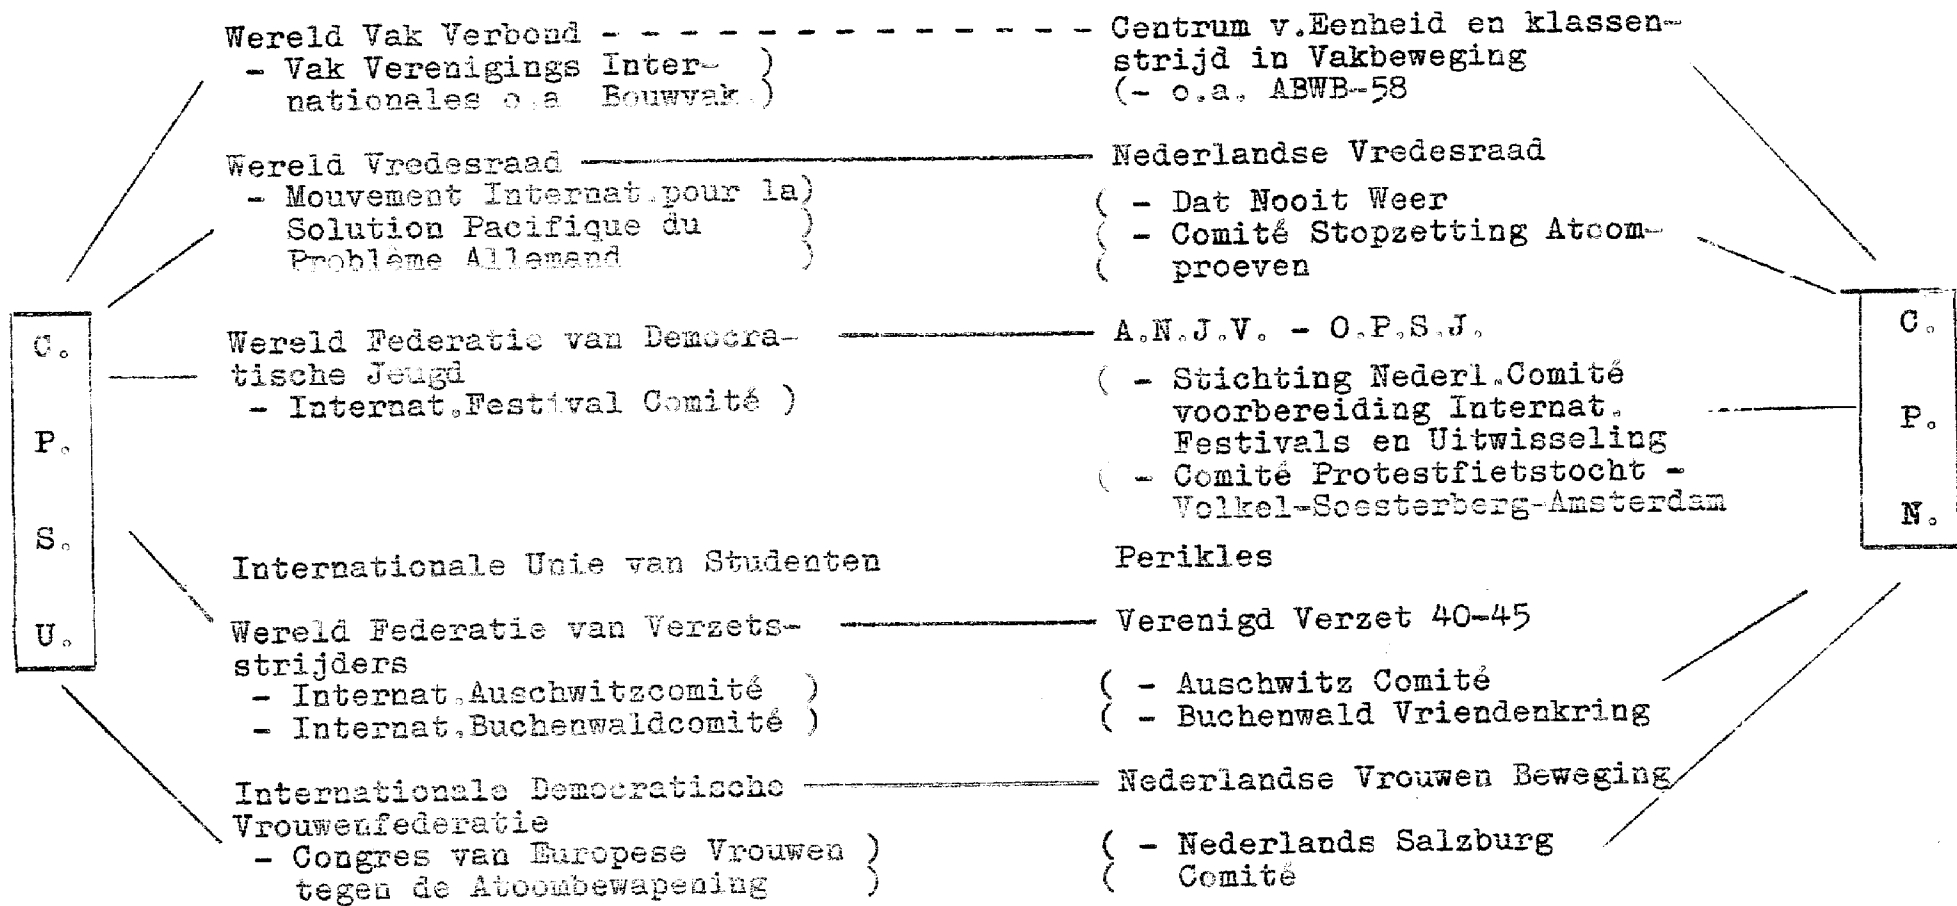 Wereld Vak Verbond - - - - - - - - - - - - - Centrum v.Eenheid en klassen-
- Vak Verenigings Inter- ) strijd in Vakbeweging
nationales o.a Bouwvak ) (- o.a. ABWB-58
Wereld Vredesraad Nederlandse Vredesraad
- Mouvement Internat.pour la) ( - Dat Nooit Weer
Solution Pacifique du ) ( - Comité Stopzetting Atoom-
Problème Allemand ) ( proeven
C.
P.
S.
U.
Wereld Federatie van Democra- A.N.J.V. - O.P.S.J.
tische Jeugd ( - Stichting Nederl.Comité
- Internat.Festival Comité ) voorbereiding Internat.
Festivals en Uitwisseling
( - Comité Protestfietstocht -
Volkel-Soesterberg-Amsterdam
C.
P.
N.
Internationale Unie van Studenten Perikles
Wereld Federatie van Verzets- Verenigd Verzet 40-45
strijders
- Internat.Auschwitzcomité ) ( - Auschwitz Comité
- Internat.Buchenwaldcomité ) ( - Buchenwald Vriendenkring
Internationale Democratische Nederlandse Vrouwen Beweging
Vrouwenfederatie
- Congres van Europese Vrouwen ) ( - Nederlands Salzburg
tegen de Atoombewapening ) ( Comité